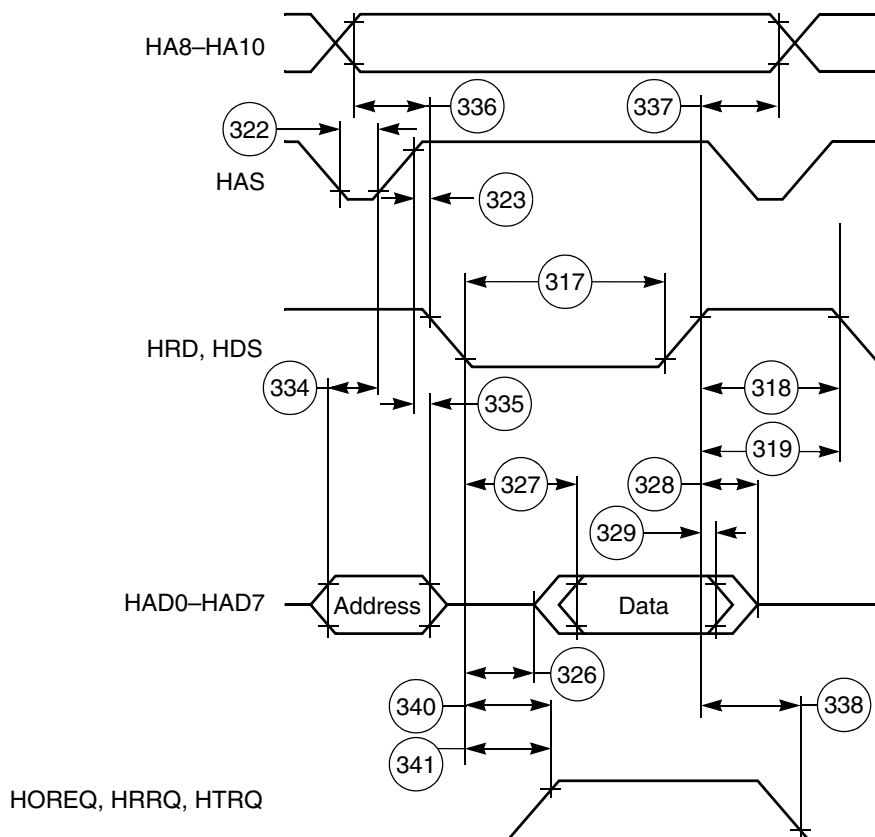 HA8–HA10
336
337
322
HAS
323
317
HRD, HDS
334
318
335
319
327
328
329
HAD0–HAD7
Address
Data
326
340
338
341
HOREQ, HRRQ, HTRQ